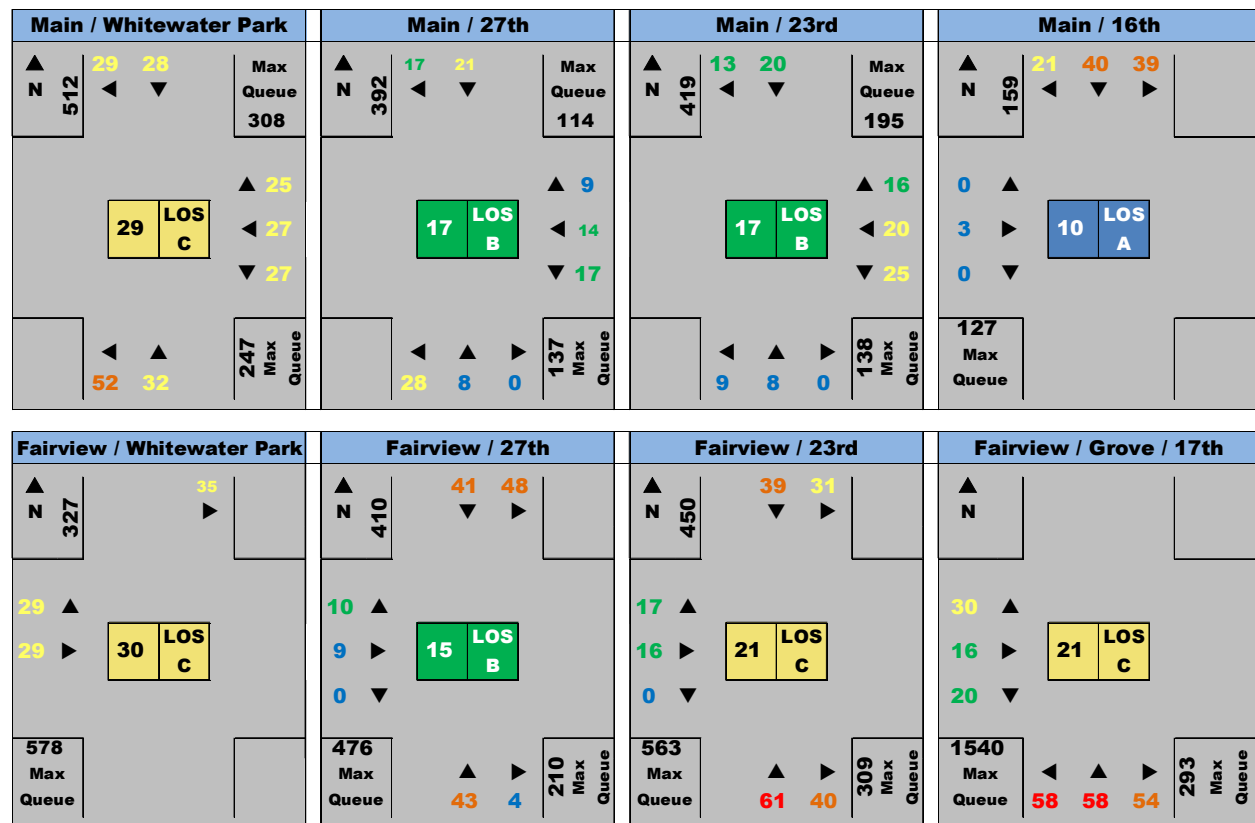 Main / Whitewater Park
N
512
29 28
Max
Queue
308
25
27
27
29
LOS
C
52 32
247
Max
Queue
Main / 27th
N
392
17 21
Max
Queue
114
9
14
17
17
LOS
B
28 8 0
137
Max
Queue
Main / 23rd
N
419
13 20
Max
Queue
195
16
20
25
17
LOS
B
9 8 0
138
Max
Queue
Main / 16th
N
159
21 40 39
0
3
0
10
LOS
A
127
Max
Queue
Fairview / Whitewater Park
N
327
35
29
29
30
LOS
C
578
Max
Queue
Fairview / 27th
N
410
41 48
10
9
0
15
LOS
B
476
Max
Queue
43 4
210
Max
Queue
Fairview / 23rd
N
450
39 31
17
16
0
21
LOS
C
563
Max
Queue
61 40
309
Max
Queue
Fairview / Grove / 17th
N
30
16
20
21
LOS
C
1540
Max
Queue
58 58 54
293
Max
Queue